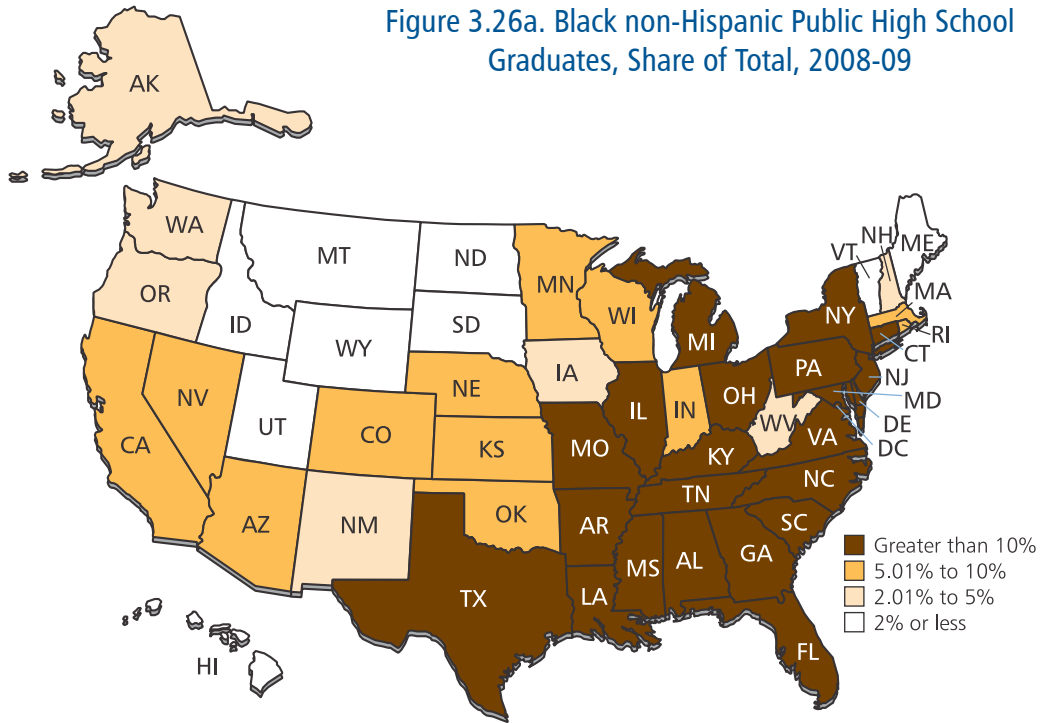 Figure 3.26a. Black non-Hispanic Public High School
Graduates, Share of Total, 2008-09
AK
WA
MT
ND
MN
VT
NH
ME
OR
ID
SD
WI
MI
NY
MA
RI
CT
WY
IA
PA
NJ
NV
UT
NE
IL
IN
OH
MD
DE
DC
CA
CO
KS
MO
KY
WV
VA
AZ
NM
OK
AR
TN
NC
SC
TX
LA
MS
AL
GA
FL
HI
Greater than 10%
5.01% to 10%
2.01% to 5%
2% or less